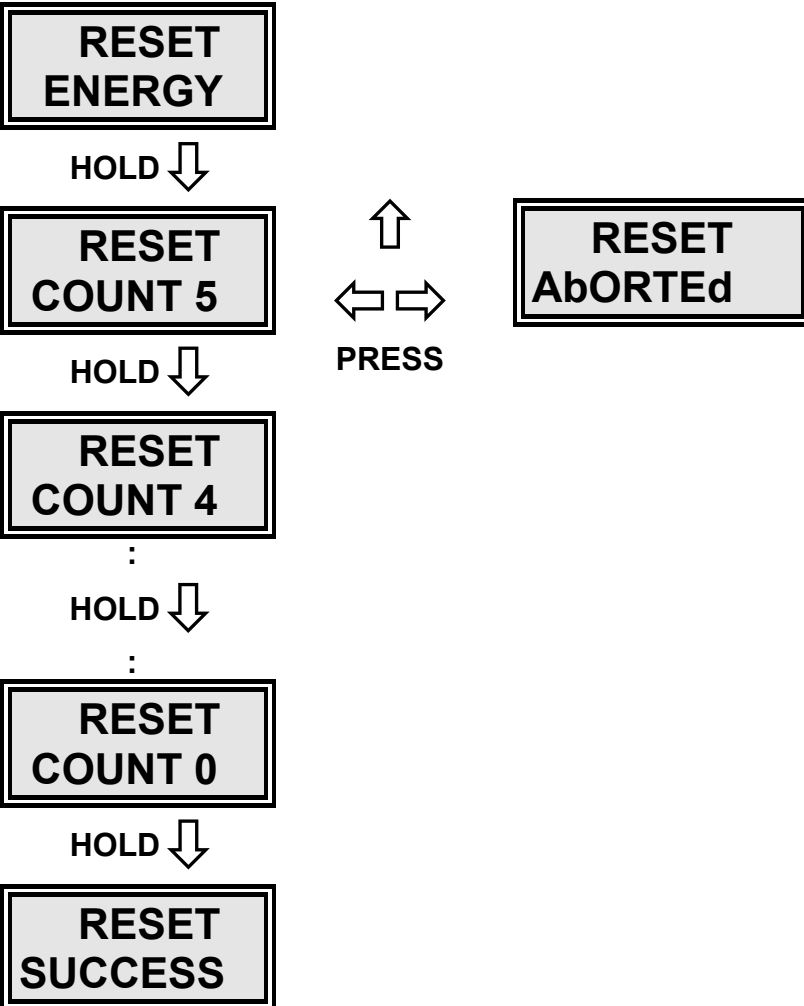 RESET
ENERGY
HOLD
RESET
COUNT 5
PRESS
RESET
AbORTEd
HOLD
RESET
COUNT 4
:
HOLD
:
RESET
COUNT 0
HOLD
RESET
SUCCESS